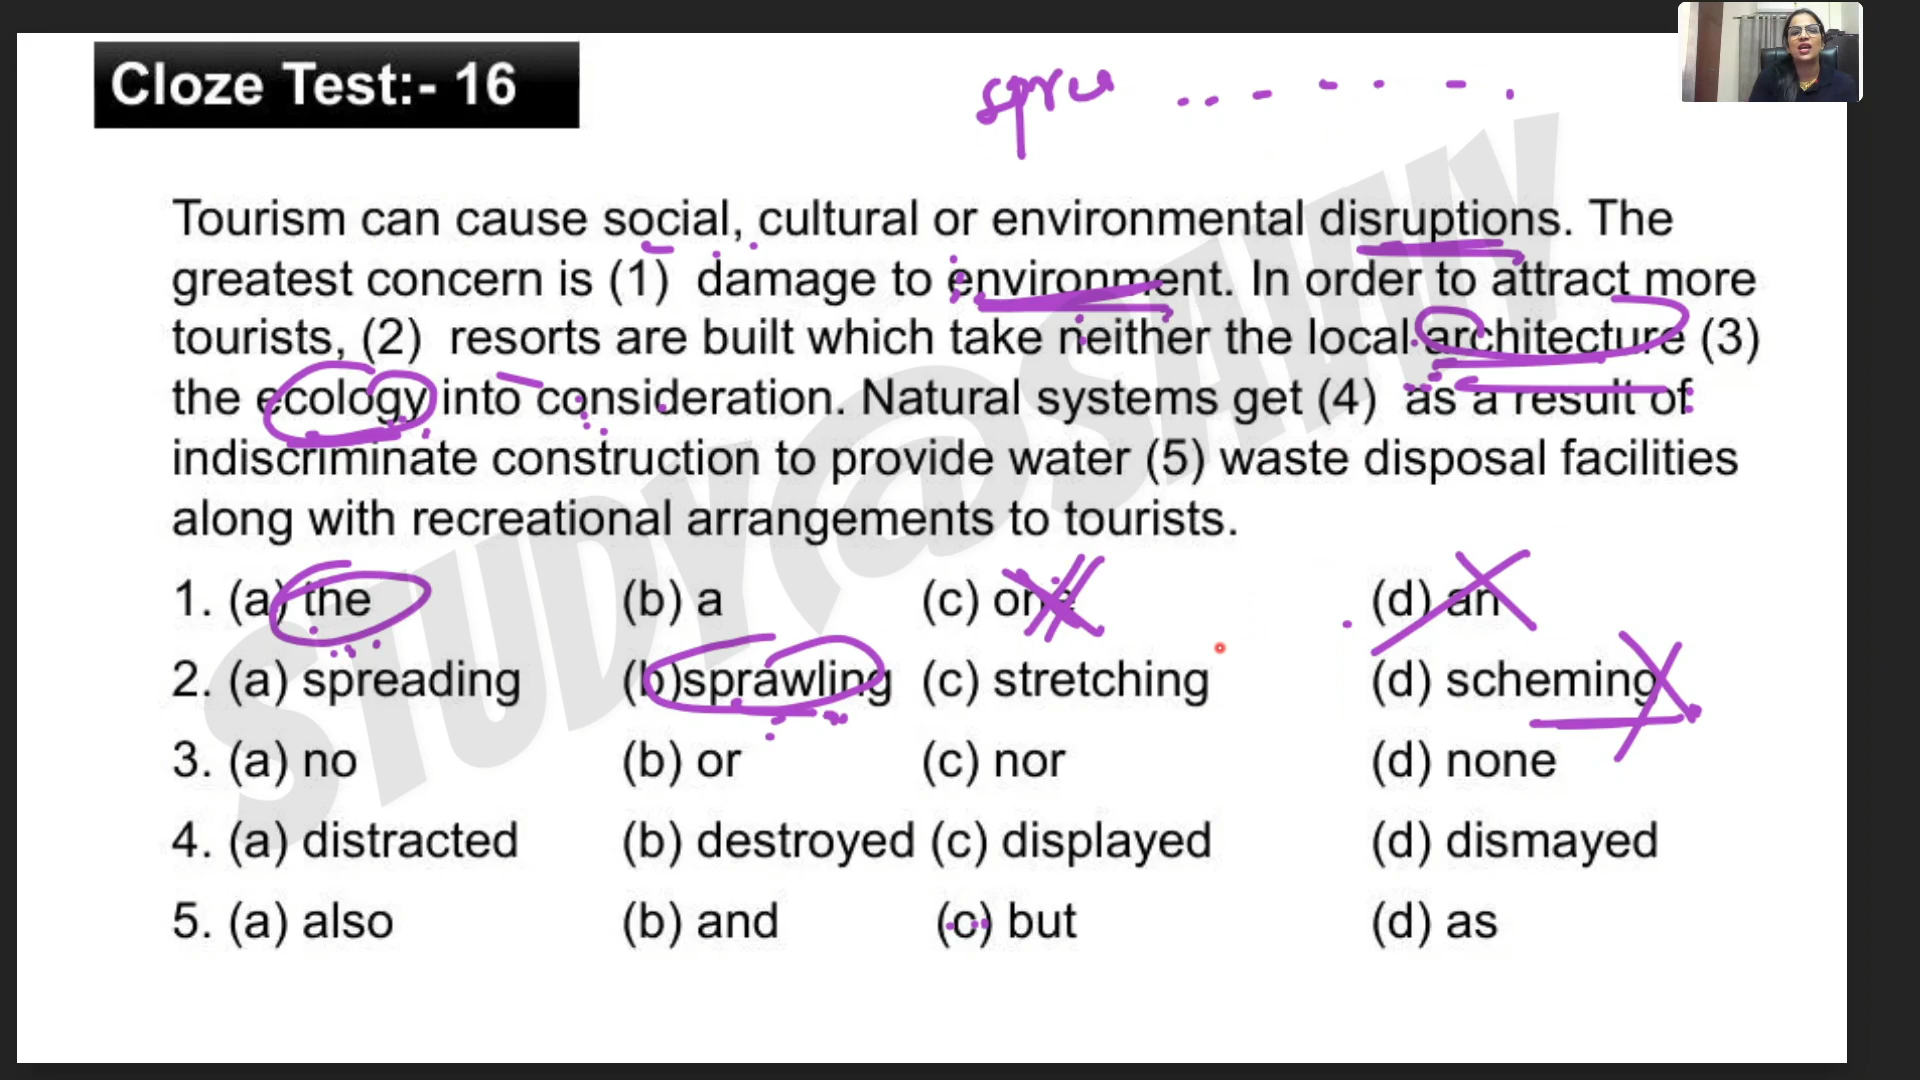 Cloze Test:- 16
Tourism can cause social, cultural or environmental disruptions. The
greatest concern is (1) damage to environment. In order to attract more
tourists, (2) resorts are built which take neither the local architecture (3)
the ecology into consideration. Natural systems get (4) as a result of
indiscriminate construction to provide water (5) waste disposal facilities
along with recreational arrangements to tourists.
1. (a) the (b) a (c) one (d) an
2. (a) spreading (b)sprawling (c) stretching (d) scheming
3. (a) no (b) or (c) nor (d) none
4. (a) distracted (b) destroyed (c) displayed (d) dismayed
5. (a) also (b) and (c) but (d) as
STUDY@SAHY